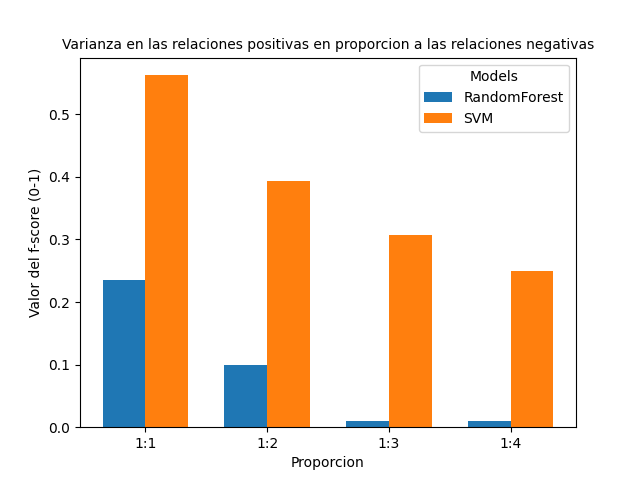 Varianza en las relaciones positivas en proporcion a las relaciones negativas
Models
RandomForest
SVM
Valor del f-score (0-1)
0.5
0.4
0.3
0.2
0.1
0.0
1:1 1:2 1:3 1:4
Proporcion